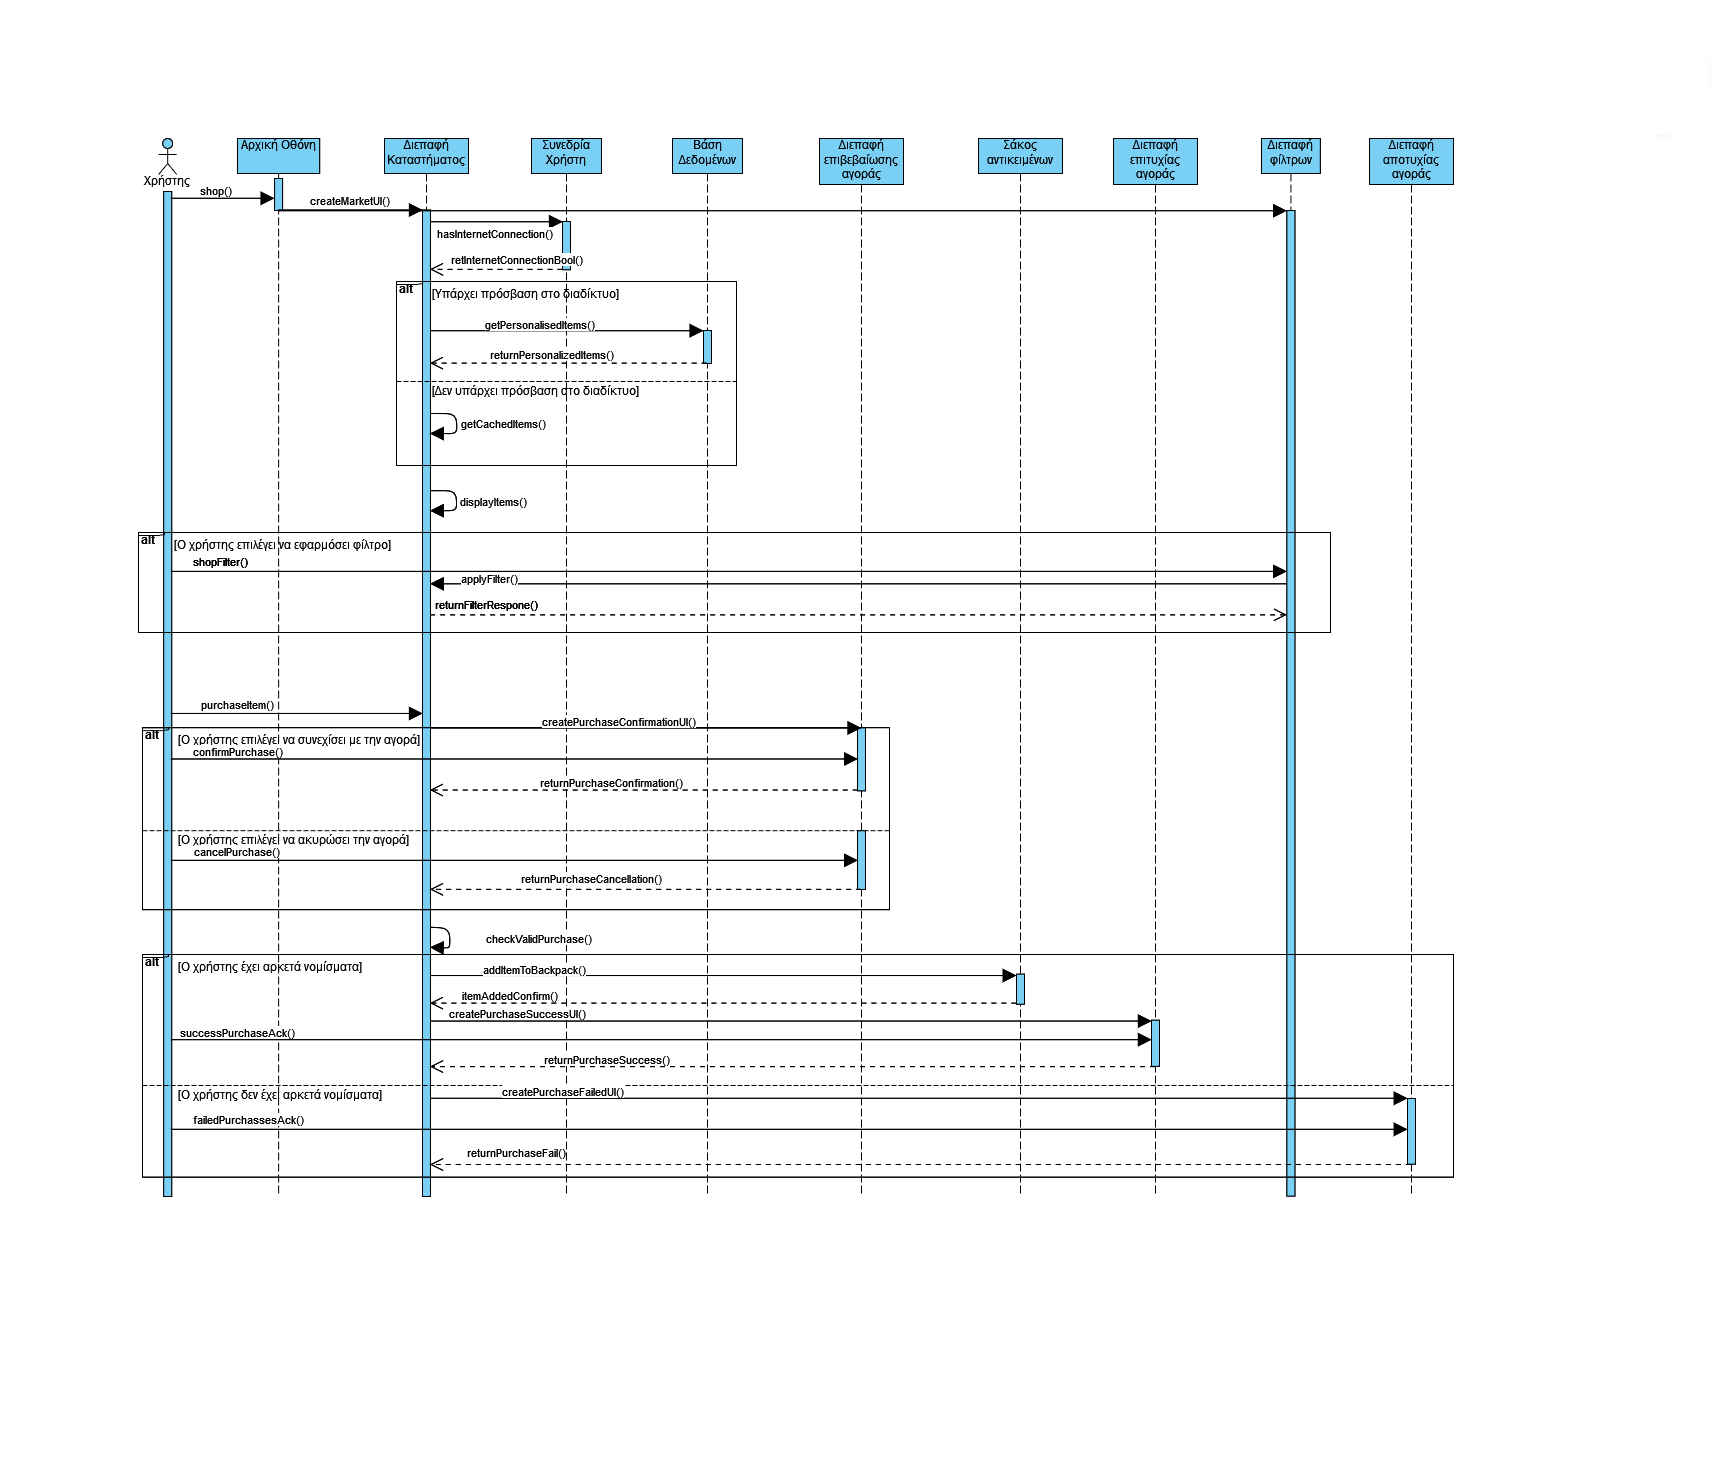 Χρήστης
Αρχική Οθόνη
Διεπαφή
Καταστήματος
Συνεδρία
Χρήστη
Βάση
Δεδομένων
Διεπαφή
επιβεβαίωσης
αγοράς
Σάκος
αντικειμένων
Διεπαφή
επιτυχίας
αγοράς
Διεπαφή
φίλτρων
Διεπαφή
αποτυχίας
αγοράς
shop()
createMarketUI()
hasInternetConnection()
retInternetConnectionBool()
alt
[Υπάρχει πρόσβαση στο διαδίκτυο]
getPersonalisedItems()
returnPersonalizedItems()
[Δεν υπάρχει πρόσβαση στο διαδίκτυο]
getCachedItems()
displayItems()
alt
[Ο χρήστης επιλέγει να εφαρμόσει φίλτρο]
shopFilter()
applyFilter()
returnFilterRespone()
purchaseItem()
createPurchaseConfirmationUI()
alt
[Ο χρήστης επιλέγει να συνεχίσει με την αγορά]
confirmPurchase()
returnPurchaseConfirmation()
[Ο χρήστης επιλέγει να ακυρώσει την αγορά]
cancelPurchase()
returnPurchaseCancellation()
checkValidPurchase()
alt
[Ο χρήστης έχει αρκετά νομίσματα]
addItemToBackpack()
itemAddedConfirm()
createPurchaseSuccessUI()
successPurchaseAck()
returnPurchaseSuccess()
[Ο χρήστης δεν έχει αρκετά νομίσματα]
createPurchaseFailedUI()
failedPurchassesAck()
returnPurchaseFail()